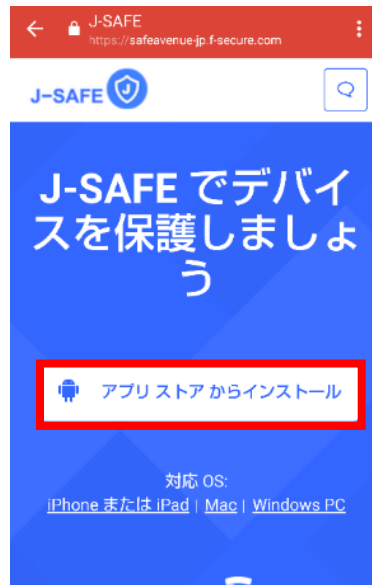 J-SAFE
https://safeavenue-jp.f-secure.com
J-SAFE
J
J-SAFE でデバイ
スを保護しましょ
う
アプリ ストア からインストール
対応 OS:
iPhone または iPad | Mac | Windows PC